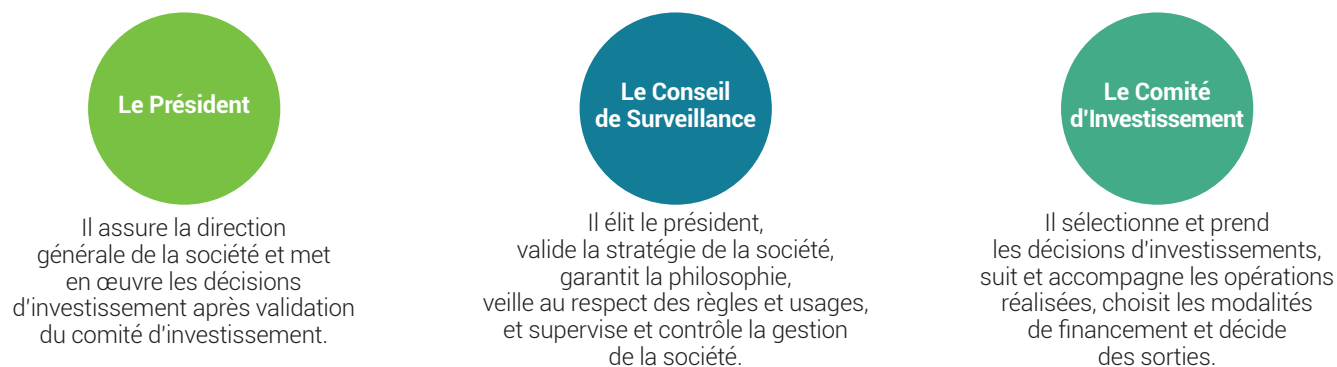 Le Président
Il assure la direction
générale de la société et met
en œuvre les décisions
d'investissement après validation
du comité d'investissement.
Le Conseil
de Surveillance
Il élit le président,
valide la stratégie de la société,
garantit la philosophie,
veille au respect des règles et usages,
et supervise et contrôle la gestion
de la société.
Le Comité
d'Investissement
Il sélectionne et prend
les décisions d'investissements,
suit et accompagne les opérations
réalisées, choisit les modalités
de financement et décide
des sorties.